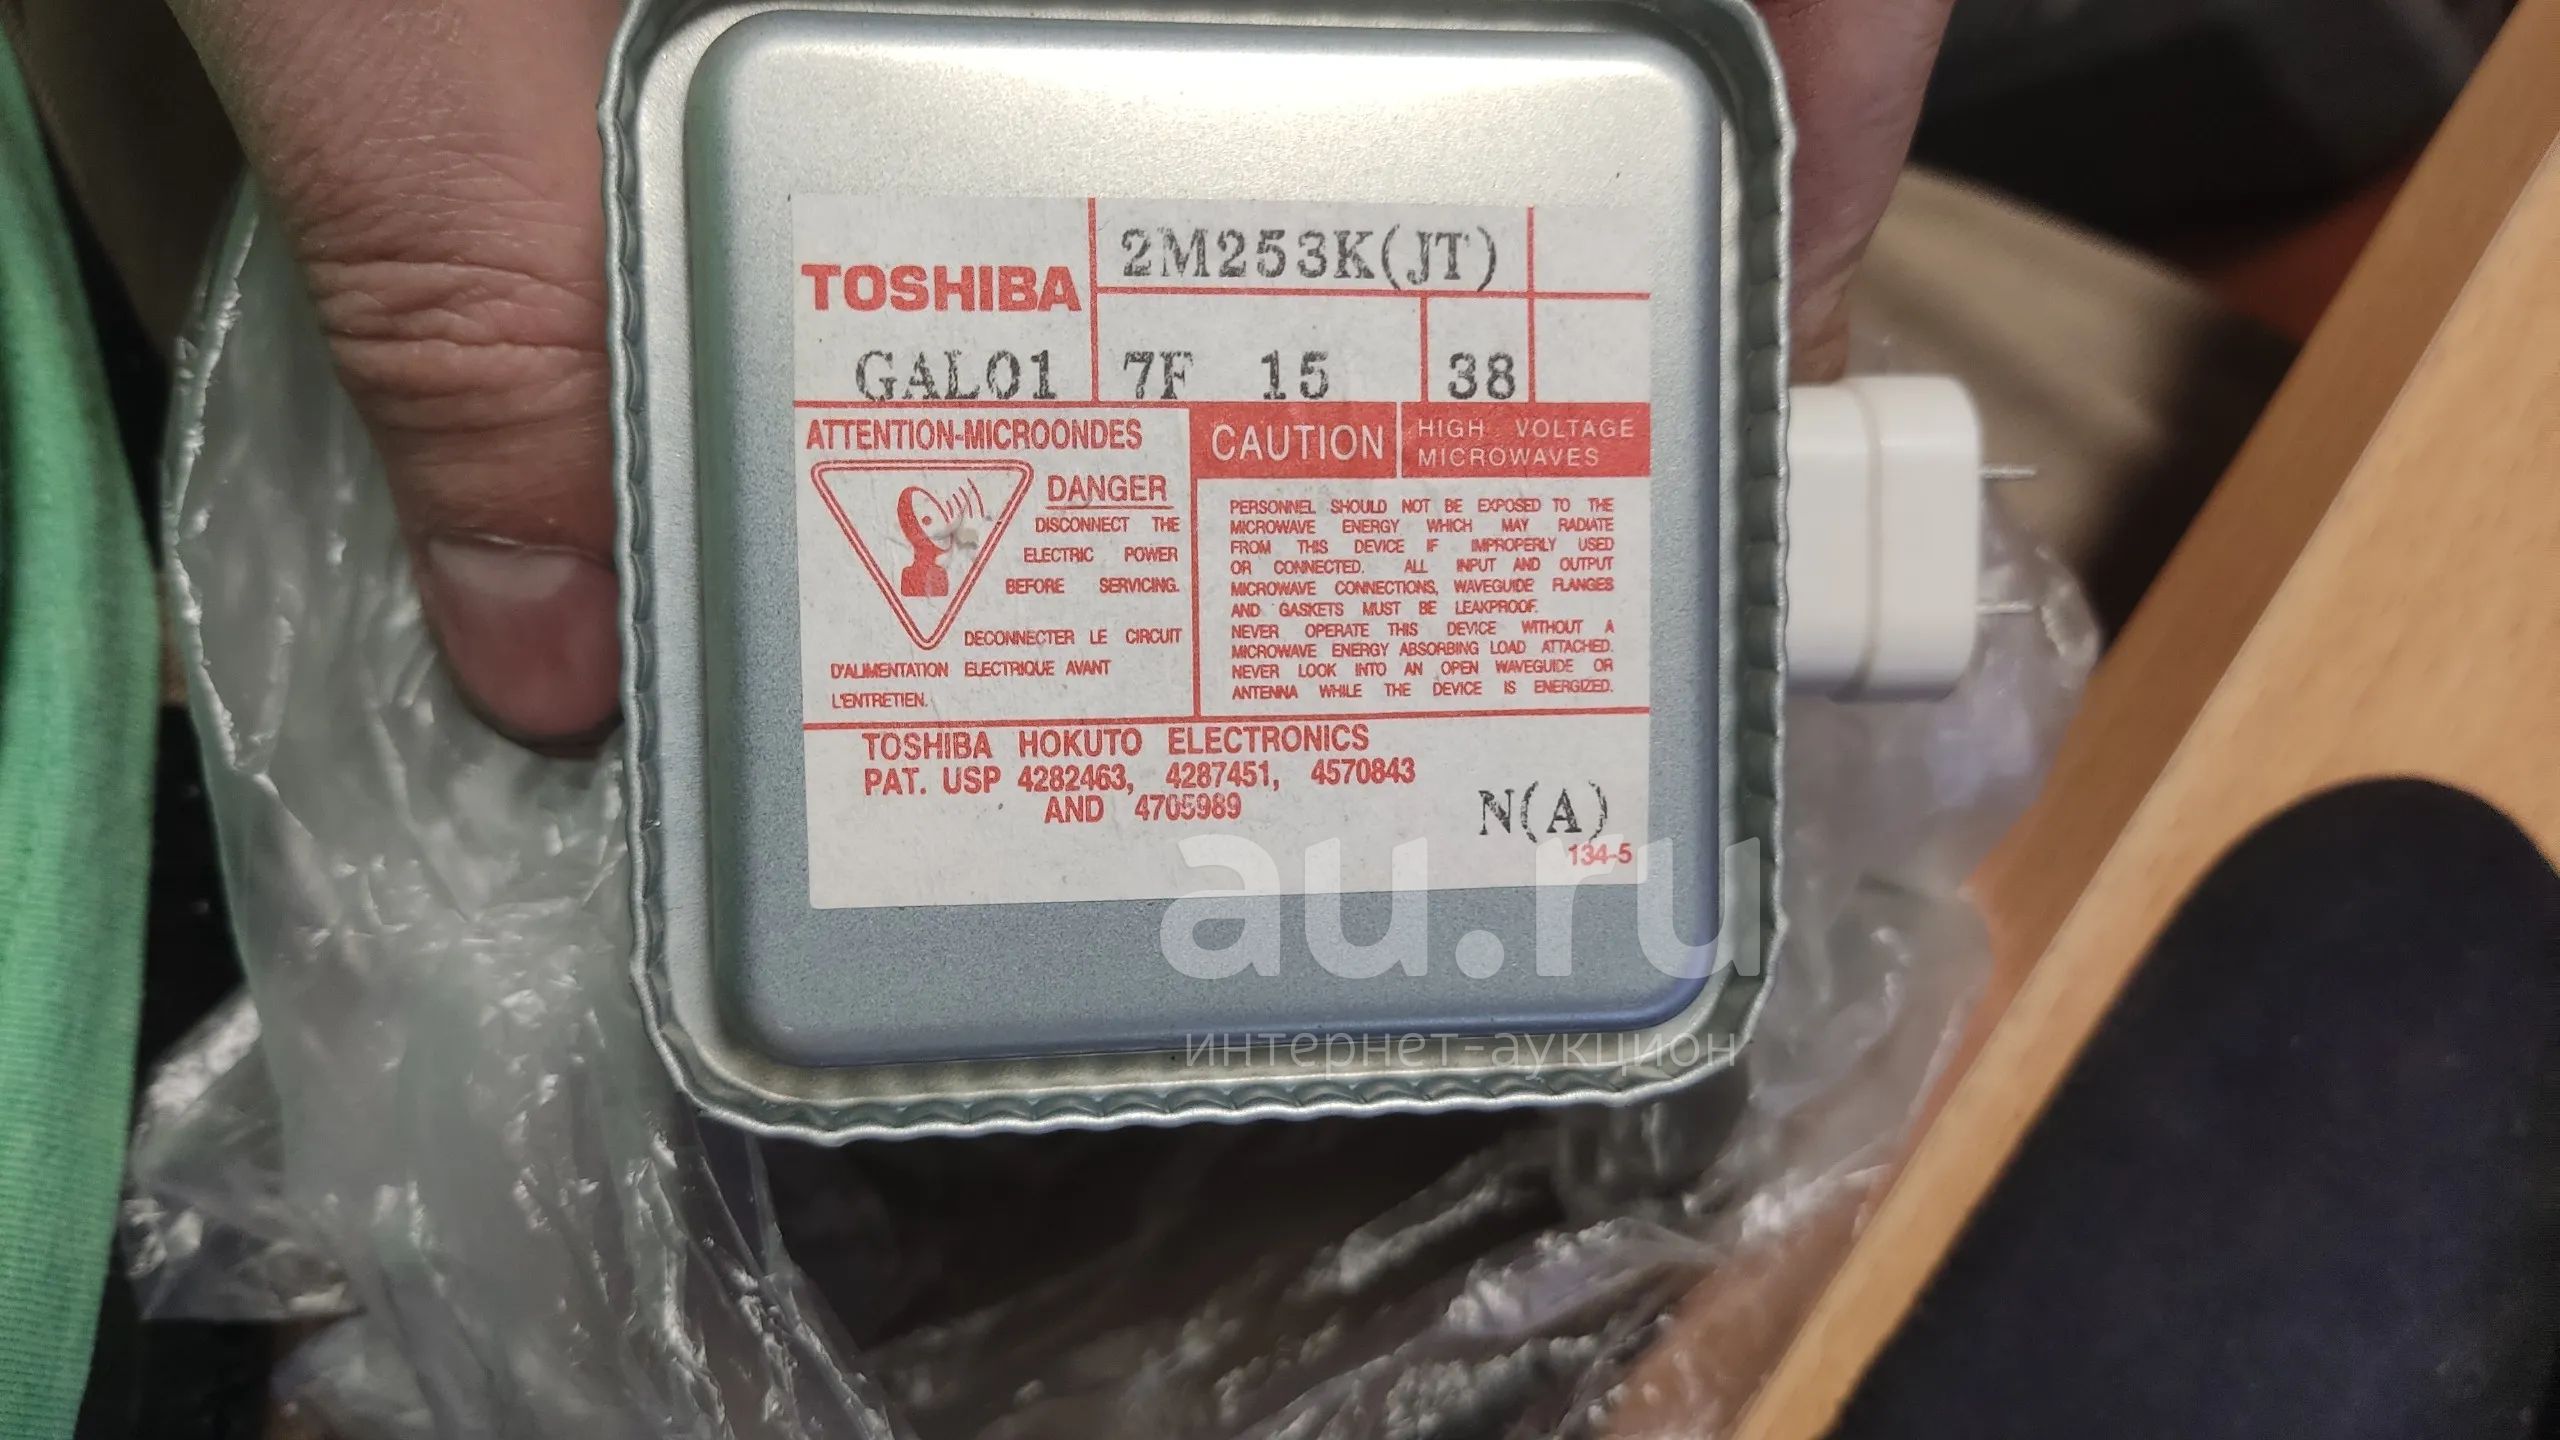 TOSHIBA
2M253K(JT)
GAL01
7F 15
38
ATTENTION-MICROONDES
DANGER
DISCONNECT THE
ELECTRIC POWER
BEFORE SERVICING.
DECONNECTER LE CIRCUIT
D'ALIMENTATION ELECTRIQUE AVANT
L'ENTRETIEN.
CAUTION
HIGH VOLTAGE
MICROWAVES
PERSONNEL SHOULD NOT BE EXPOSED TO THE
MICROWAVE ENERGY WHICH MAY RADIATE
FROM THIS DEVICE IF IMPROPERLY USED
OR CONNECTED. ALL INPUT AND OUTPUT
MICROWAVE CONNECTIONS, WAVEGUIDE FLANGES
AND GASKETS MUST BE LEAKPROOF.
NEVER OPERATE THIS DEVICE WITHOUT A
MICROWAVE ENERGY ABSORBING LOAD ATTACHED.
NEVER LOOK INTO AN OPEN WAVEGUIDE OR
ANTENNA WHILE THE DEVICE IS ENERGIZED.
TOSHIBA HOKUTO ELECTRONICS
PAT. USP 4282463, 4287451, 4570843
AND 4705989
N(A)
134-5
au.ru
интернет-аукцион